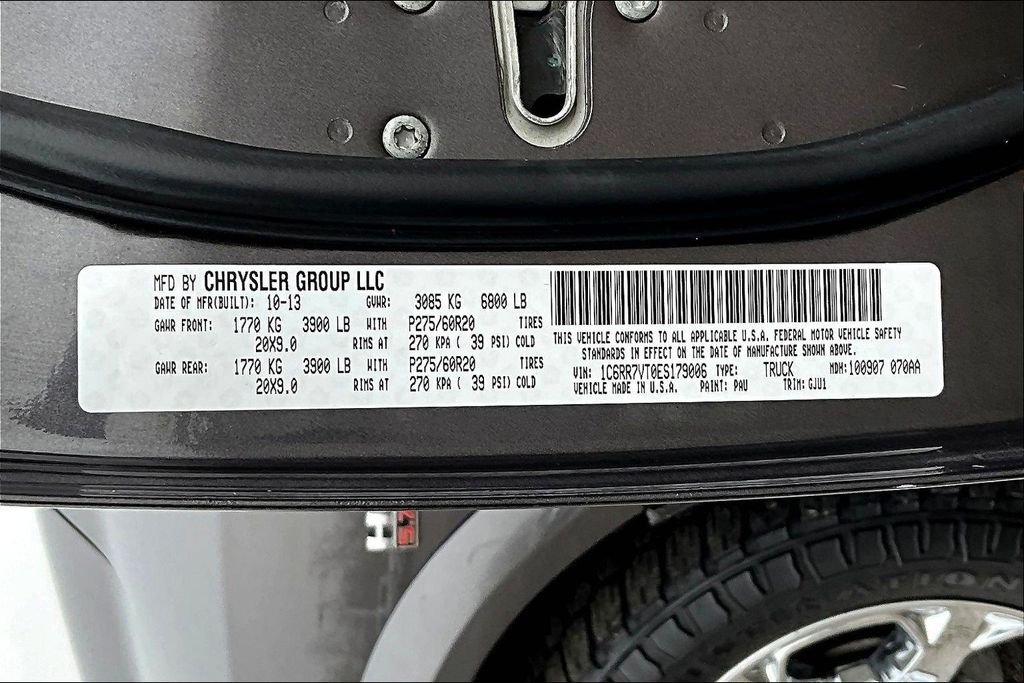 MFD BY CHRYSLER GROUP LLC
DATE OF MFR(BUILT): 10-13 GVWR: 3085 KG 6800 LB
GAWR FRONT: 1770 KG 3900 LB WITH P275/60R20 TIRES
20X9.0 RIMS AT 270 KPA ( 39 PSI) COLD
GAWR REAR: 1770 KG 3900 LB WITH P275/60R20 TIRES
20X9.0 RIMS AT 270 KPA ( 39 PSI) COLD
THIS VEHICLE CONFORMS TO ALL APPLICABLE U.S.A. FEDERAL MOTOR VEHICLE SAFETY
STANDARDS IN EFFECT ON THE DATE OF MANUFACTURE SHOWN ABOVE.
VIN: 1C6RR7VT0ES179006 TYPE: TRUCK MDH: 100907 070AA
VEHICLE MADE IN U.S.A. PAINT: PAU TRIM: GJU1